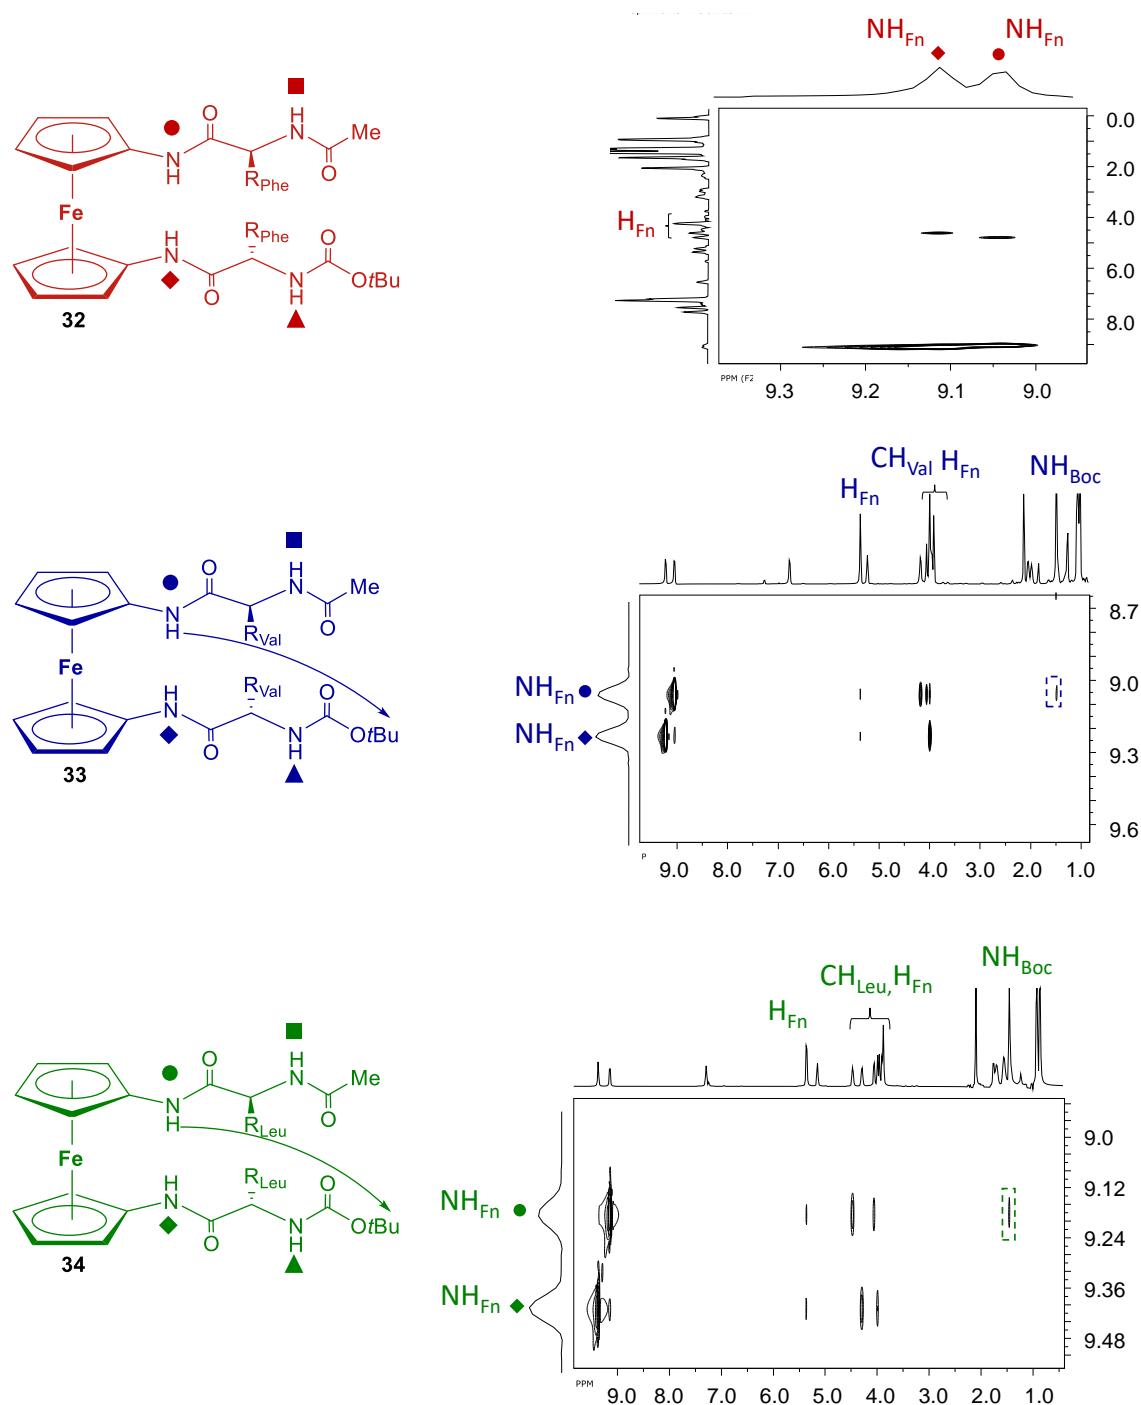 NH_Fn NH_Fn
H
N
O
N
H
R_Phe
O
Me
Fe
H
N
R_Phe
O
N
H
O
OtBu
32
H_Fn
0.0
2.0
4.0
6.0
8.0
PPM (F2
9.3 9.2 9.1 9.0
CH_Val H_Fn
H_Fn
NH_Boc
O
H
N
Me
N
H
R_Val
O
Fe
H
N
R_Val
O
O
N
H
OtBu
33
NH_Fn
NH_Fn
8.7
9.0
9.3
9.6
P
9.0 8.0 7.0 6.0 5.0 4.0 3.0 2.0 1.0
NH_Boc
CH_Leu, H_Fn
H_Fn
O
H
N
Me
N
H
R_Leu
O
Fe
H
N
R_Leu
O
O
N
H
OtBu
34
NH_Fn
NH_Fn
9.0
9.12
9.24
9.36
9.48
PPM
9.0 8.0 7.0 6.0 5.0 4.0 3.0 2.0 1.0